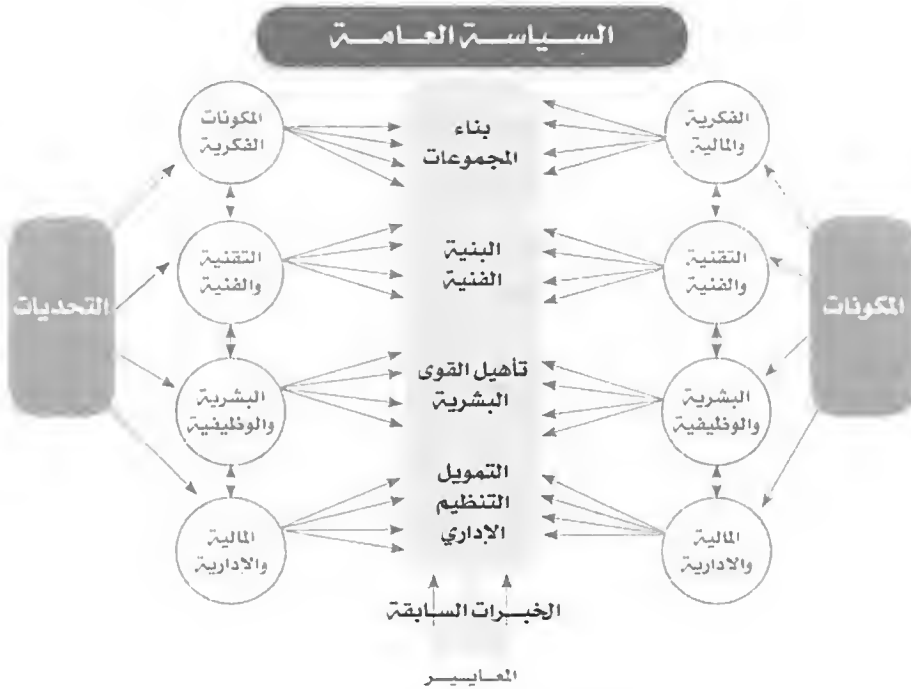 السياسة العامة
المكونات
الفكرية
والمالية
التقنية
والفنية
البشرية
والوظيفية
المالية
والادارية
بناء
المجموعات
البنية
الفنية
تأهيل القوى
البشرية
التمويل
التنظيم
الإداري
المكونات
الفكرية
التقنية
والفنية
البشرية
والوظيفية
المالية
والإدارية
التحديات
الخبرات السابقة
المعايير